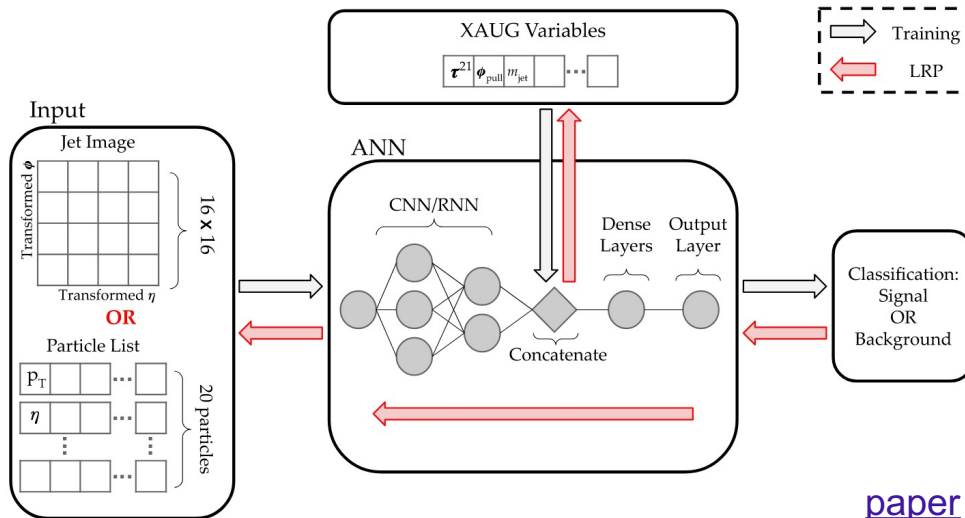 XAUG Variables
τ²¹ ϕpull mjet ...
Training
LRP
Input
Jet Image
Transformed ϕ
16 x 16
Transformed η
OR
Particle List
pT ...
η ...
...
20 particles
ANN
CNN/RNN
Dense
Layers
Output
Layer
Concatenate
Classification:
Signal
OR
Background
paper